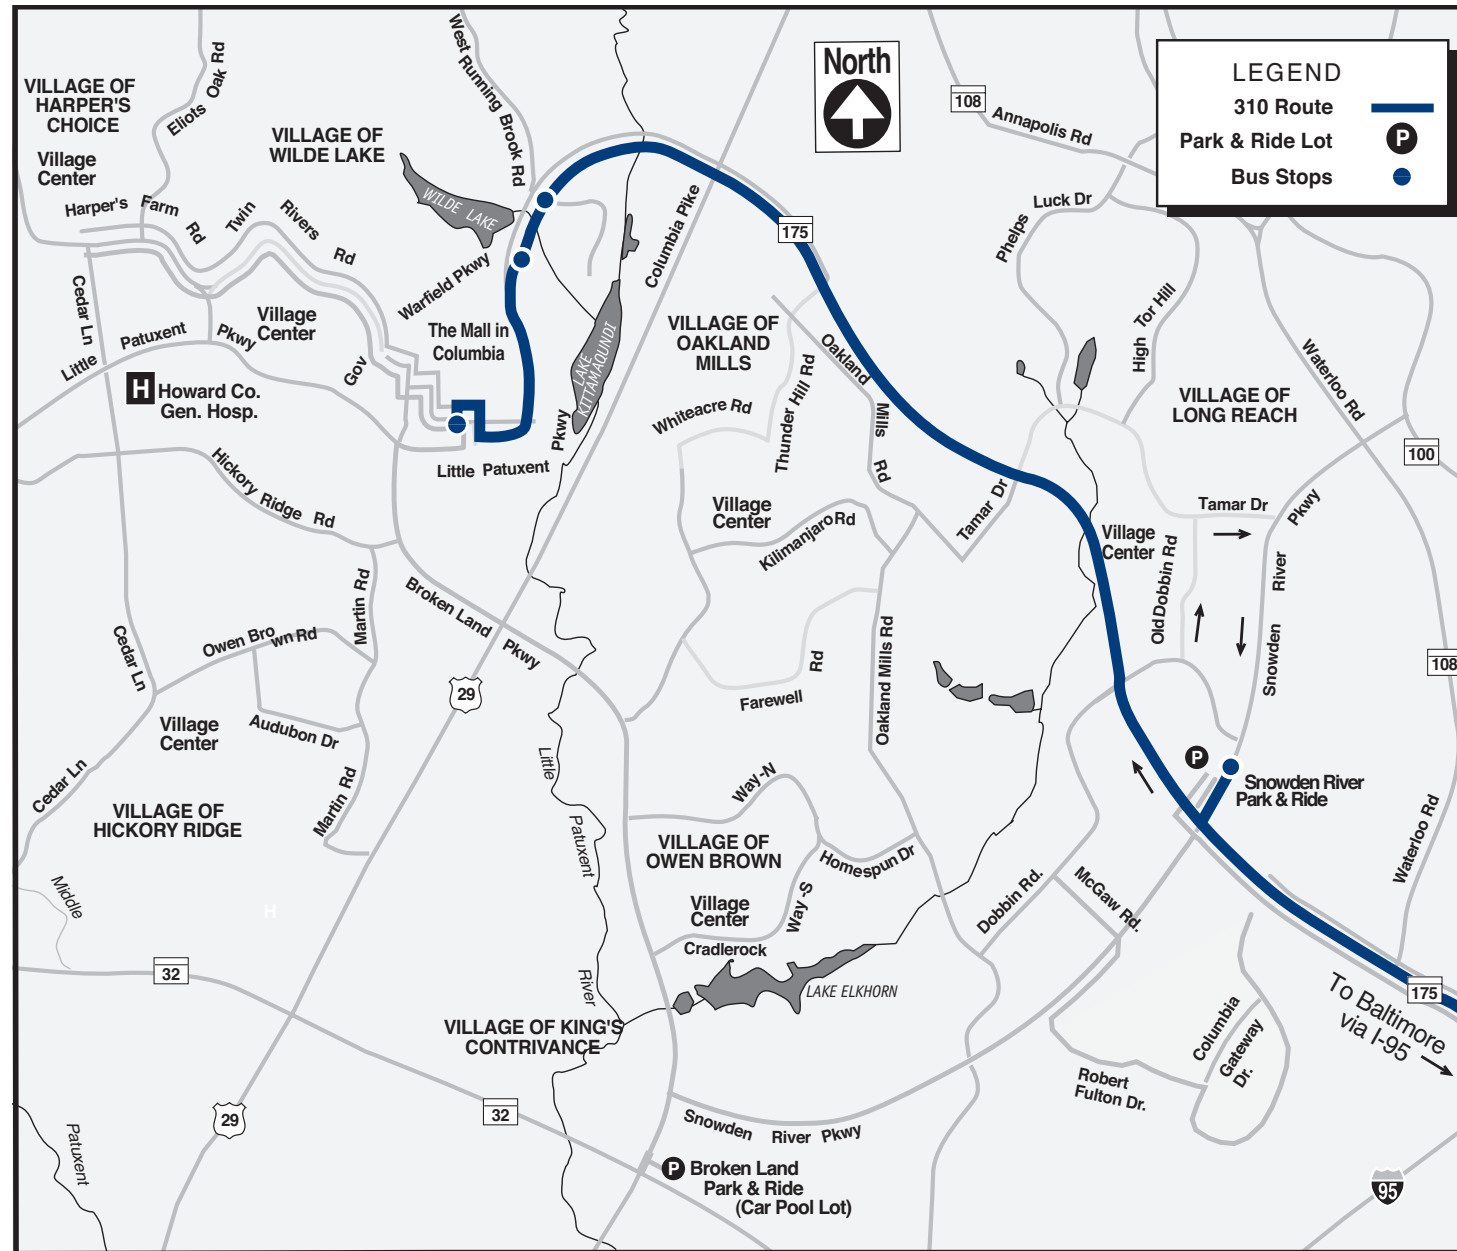 VILLAGE OF
HARPER'S
CHOICE
Village
Center
Eliots Oak Rd
VILLAGE OF
WILDE LAKE
West Running Brook Rd
WILDE LAKE
North
108
Annapolis Rd
LEGEND
310 Route
Park & Ride Lot
P
Bus Stops
Harper's Farm Rd
Twin Rivers Rd
Luck Dr
Phelps
175
Columbia Pike
Warfield Pkwy
Cedar Ln
Little Patuxent Pkwy
Village
Center
Gov
The Mall in
Columbia
LAKE
KITTAMAQUNDI
VILLAGE OF
OAKLAND
MILLS
Oakland Mills Rd
High Tor Hill
Waterloo Rd
H
Howard Co.
Gen. Hosp.
Whiteacre Rd
Thunder Hill Rd
VILLAGE OF
LONG REACH
100
Little Patuxent Pkwy
Hickory Ridge Rd
Village
Center
Kilimanjaro Rd
Tamar Dr
Village
Center
Tamar Dr
Old Dobbin Rd
Snowden River Pkwy
Martin Rd
Broken Land Pkwy
Owen Brown Rd
Cedar Ln
29
Farewell Rd
Oakland Mills Rd
108
Village
Center
Audubon Dr
Cedar Ln
Martin Rd
VILLAGE OF
HICKORY RIDGE
Little Patuxent River
Way-N
P
Snowden River
Park & Ride
VILLAGE OF
OWEN BROWN
Homespun Dr
Village
Center
Way -S
Cradlerock
Dobbin Rd.
McGaw Rd.
Waterloo Rd
Middle
H
32
LAKE ELKHORN
175
To Baltimore
via I-95
VILLAGE OF KING'S
CONTRIVANCE
Columbia
Gateway
Dr.
Robert
Fulton Dr.
29
32
Snowden River Pkwy
Patuxent
P
Broken Land
Park & Ride
(Car Pool Lot)
95